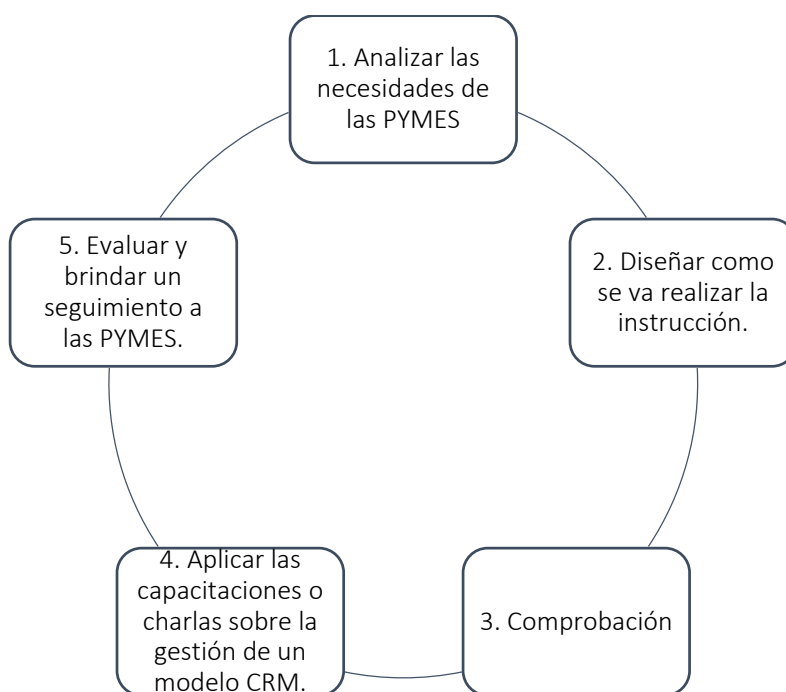 1. Analizar las
necesidades de
las PYMES
2. Diseñar como
se va realizar la
instrucción.
3. Comprobación
4. Aplicar las
capacitaciones o
charlas sobre la
gestión de un
modelo CRM.
5. Evaluar y
brindar un
seguimiento a
las PYMES.